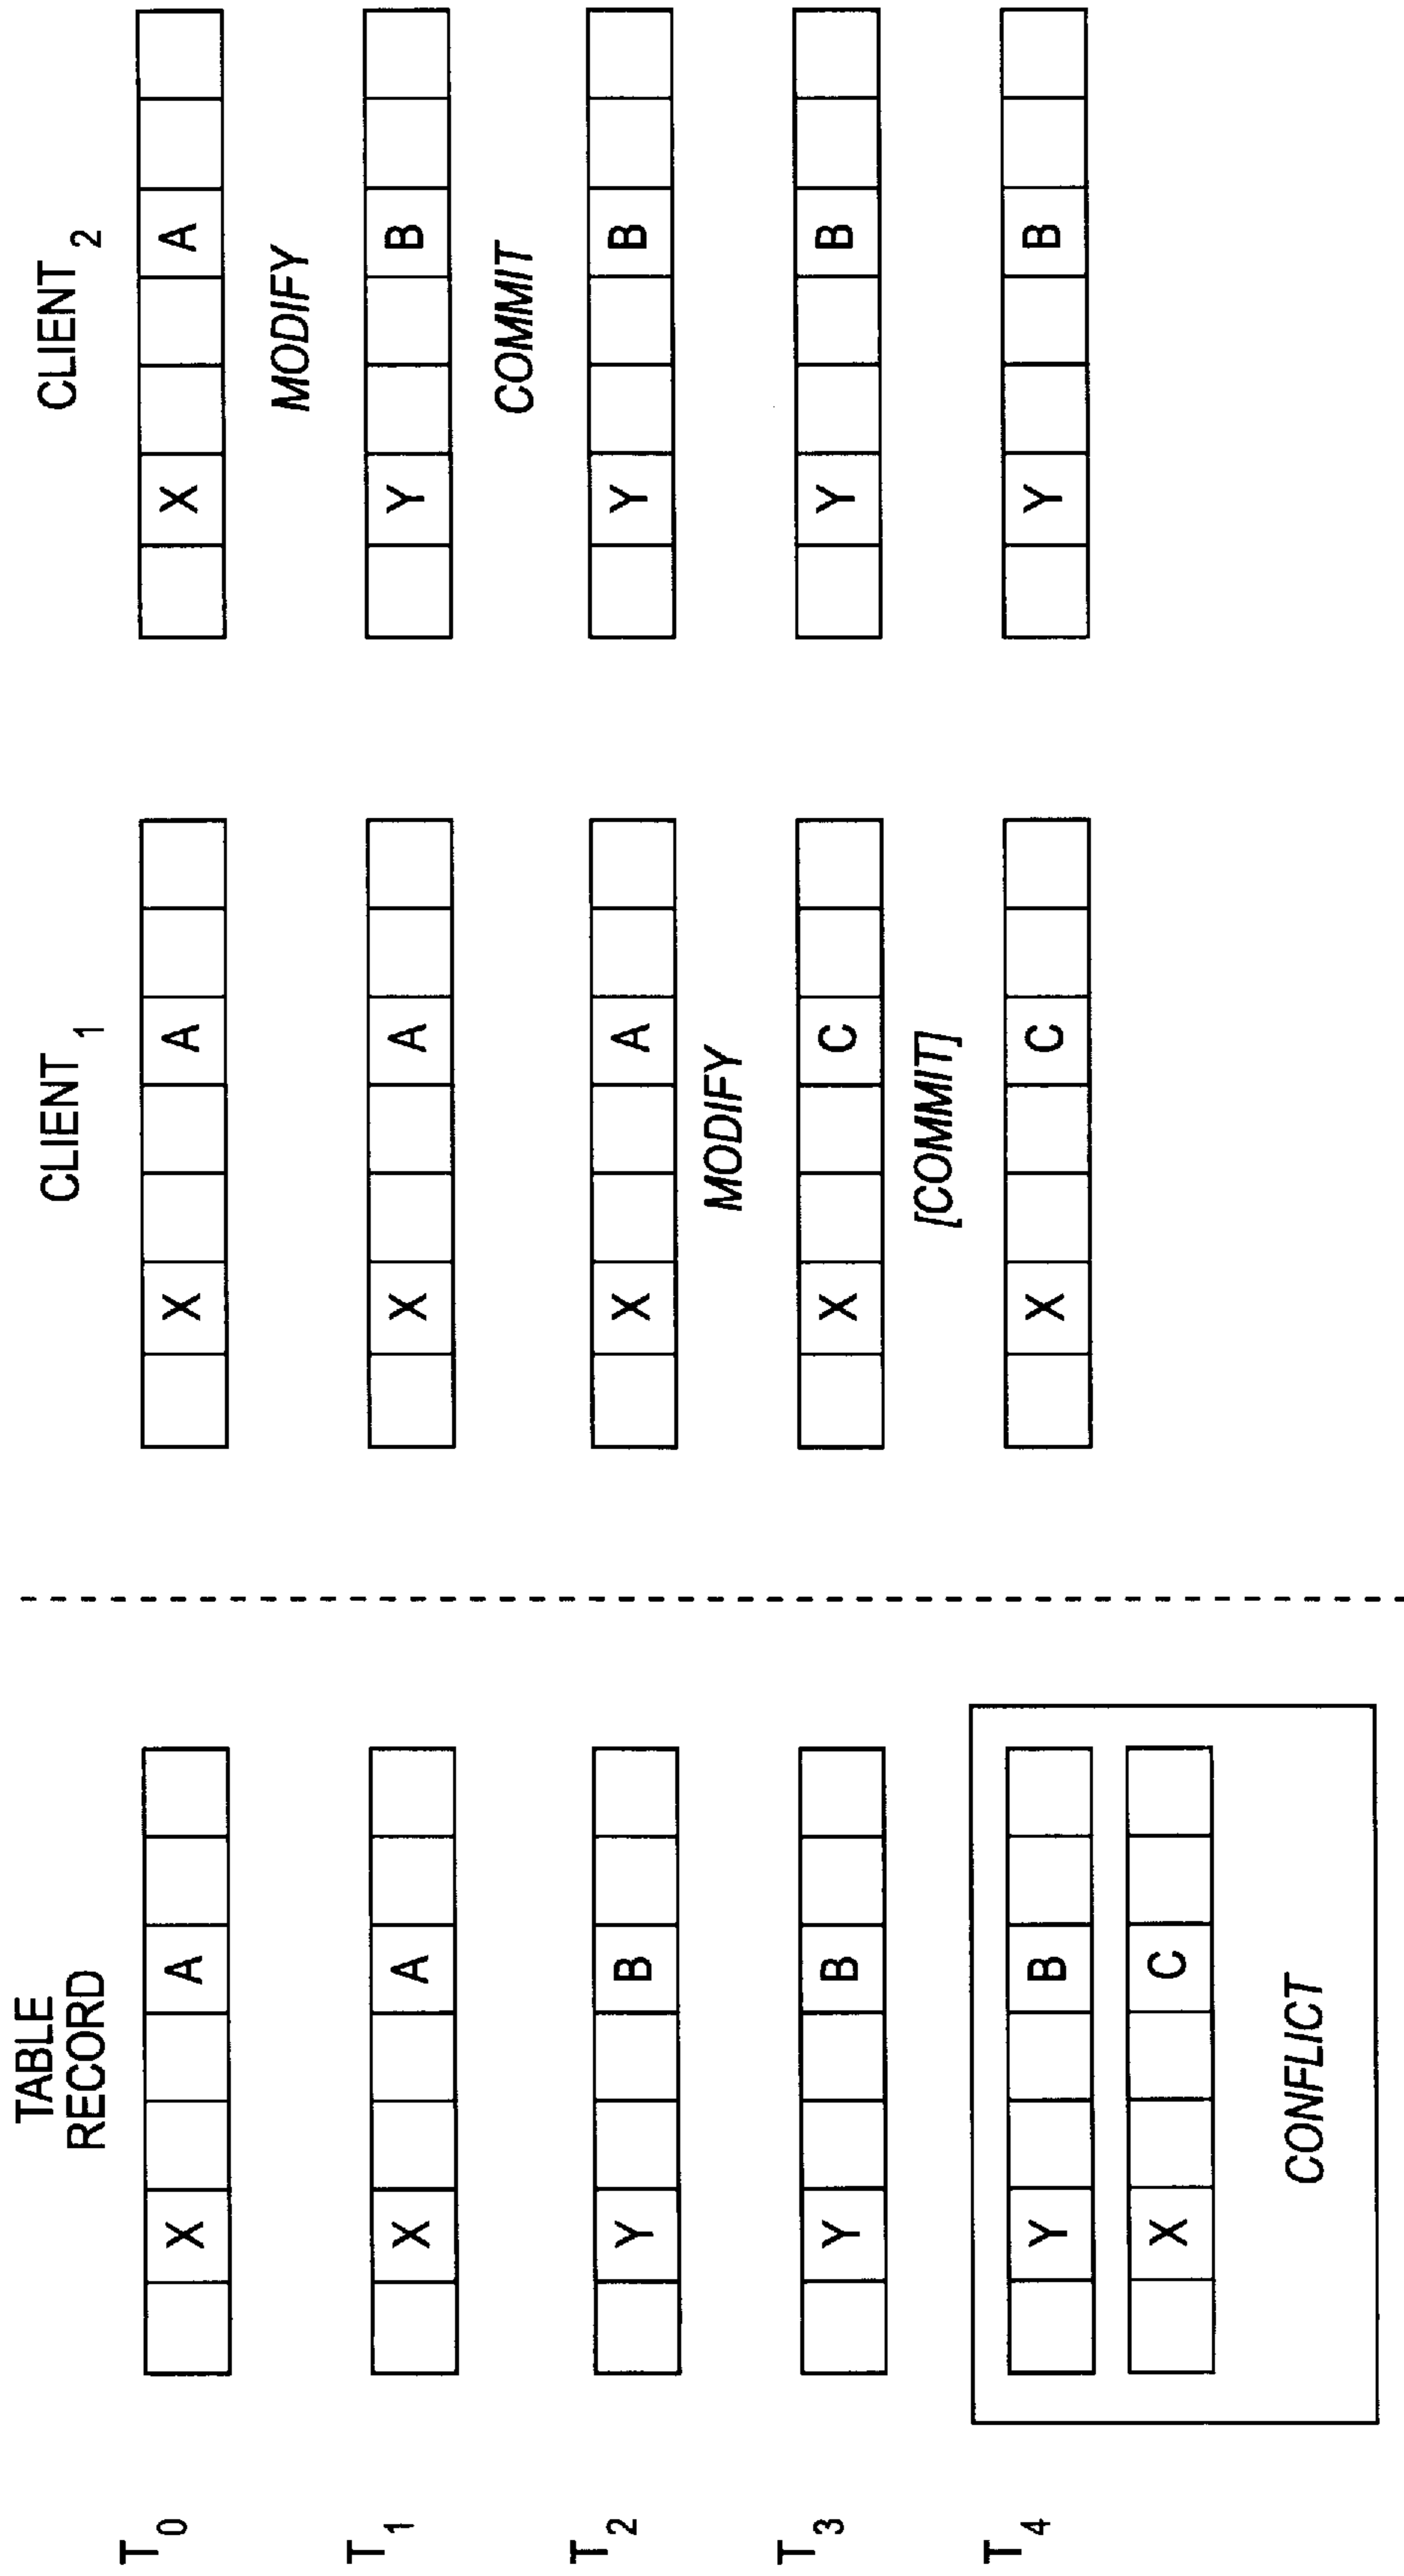 TABLE
RECORD
CLIENT 1
CLIENT 2
T0
X A
X A
X A
MODIFY
T1
X A
X A
Y B
COMMIT
T2
Y B
X A
Y B
MODIFY
T3
Y B
X C
Y B
[COMMIT]
T4
Y B
X C
Y B
X C
CONFLICT